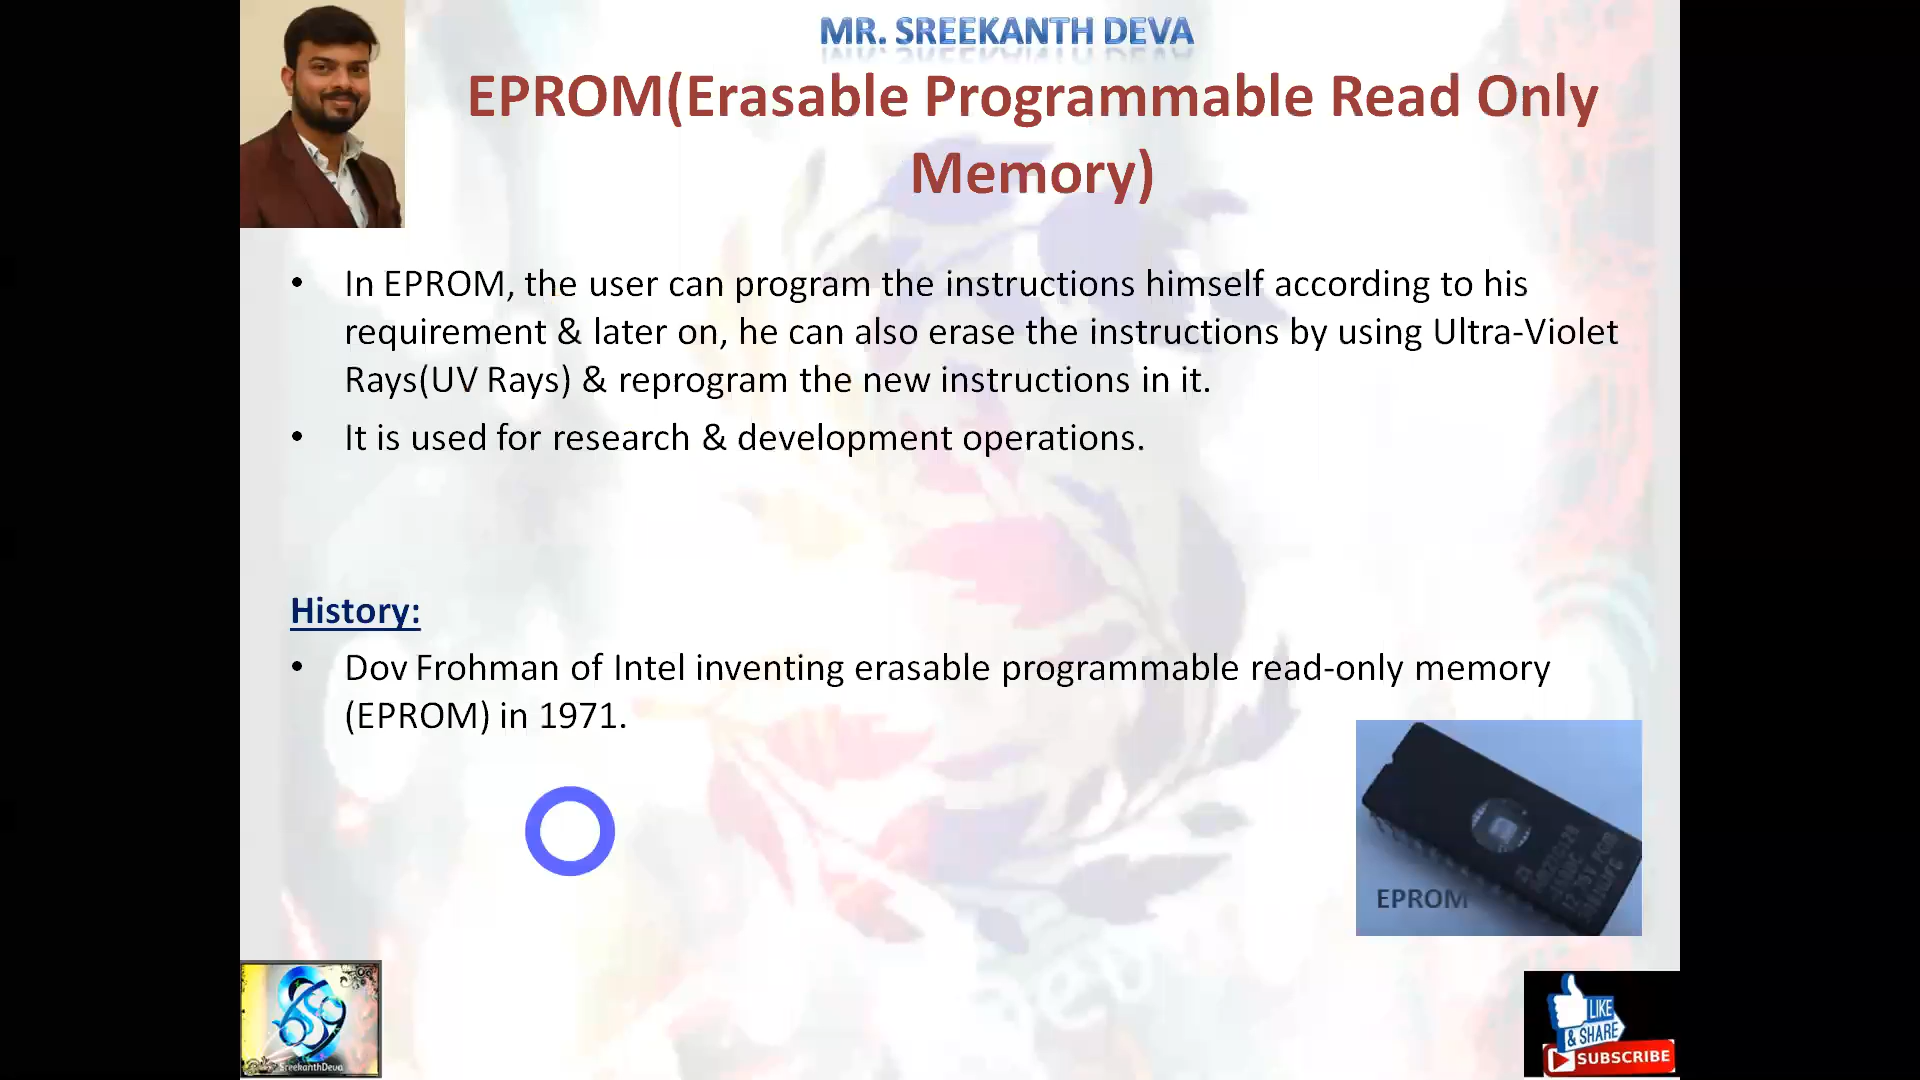 MR. SREEKANTH DEVA
EPROM(Erasable Programmable Read Only
Memory)
• In EPROM, the user can program the instructions himself according to his
requirement & later on, he can also erase the instructions by using Ultra-Violet
Rays(UV Rays) & reprogram the new instructions in it.
• It is used for research & development operations.
History:
• Dov Frohman of Intel inventing erasable programmable read-only memory
(EPROM) in 1971.
EPROM
SreekanthDeva
LIKE
& SHARE
SUBSCRIBE